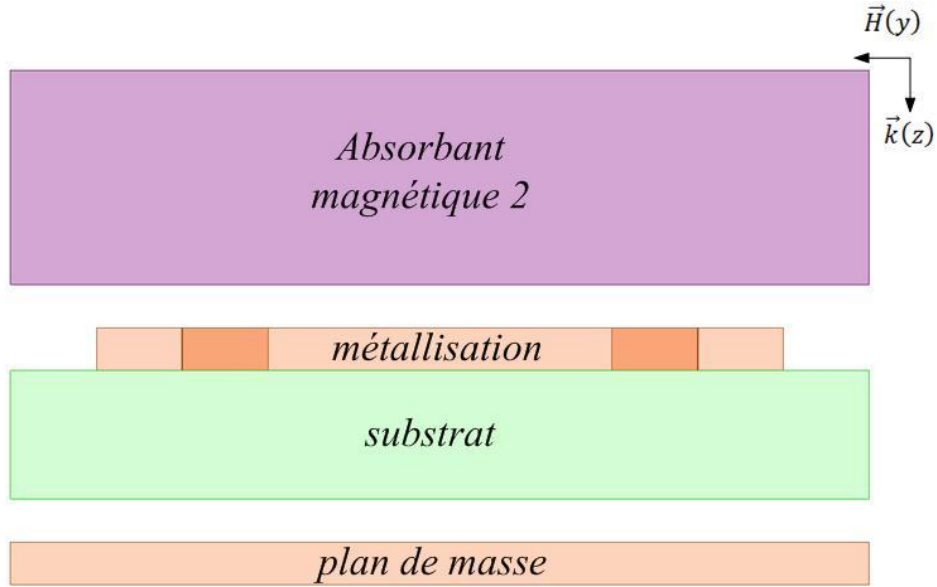 H⃗(y)
k⃗(z)
Absorbant
magnétique 2
métallisation
substrat
plan de masse